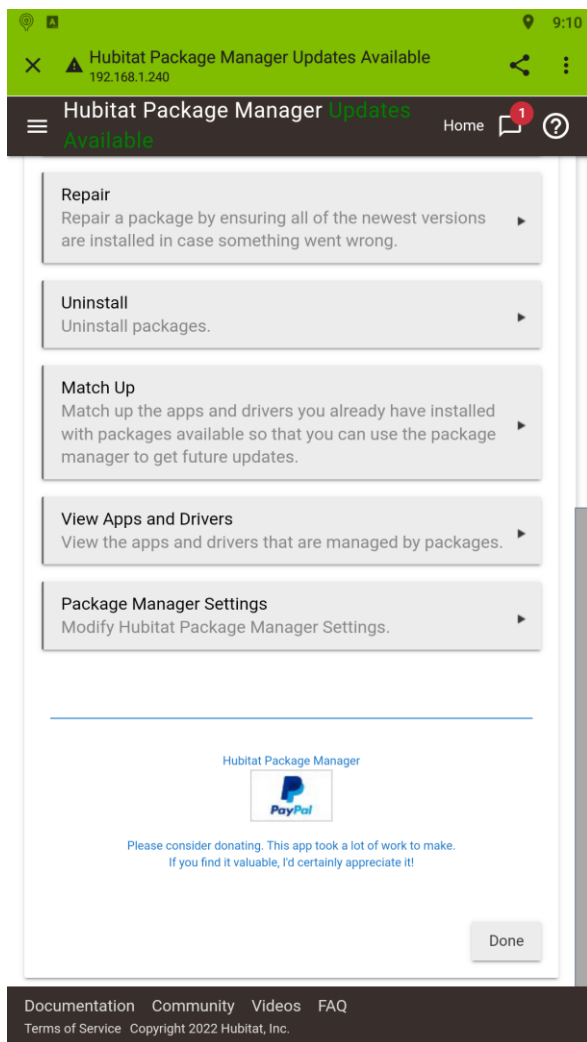 9:10
Hubitat Package Manager Updates Available
192.168.1.240
Hubitat Package Manager Updates
Available
Home
1
Repair
Repair a package by ensuring all of the newest versions
are installed in case something went wrong.
Uninstall
Uninstall packages.
Match Up
Match up the apps and drivers you already have installed
with packages available so that you can use the package
manager to get future updates.
View Apps and Drivers
View the apps and drivers that are managed by packages.
Package Manager Settings
Modify Hubitat Package Manager Settings.
Hubitat Package Manager
PayPal
Please consider donating. This app took a lot of work to make.
If you find it valuable, I'd certainly appreciate it!
Done
Documentation Community Videos FAQ
Terms of Service Copyright 2022 Hubitat, Inc.